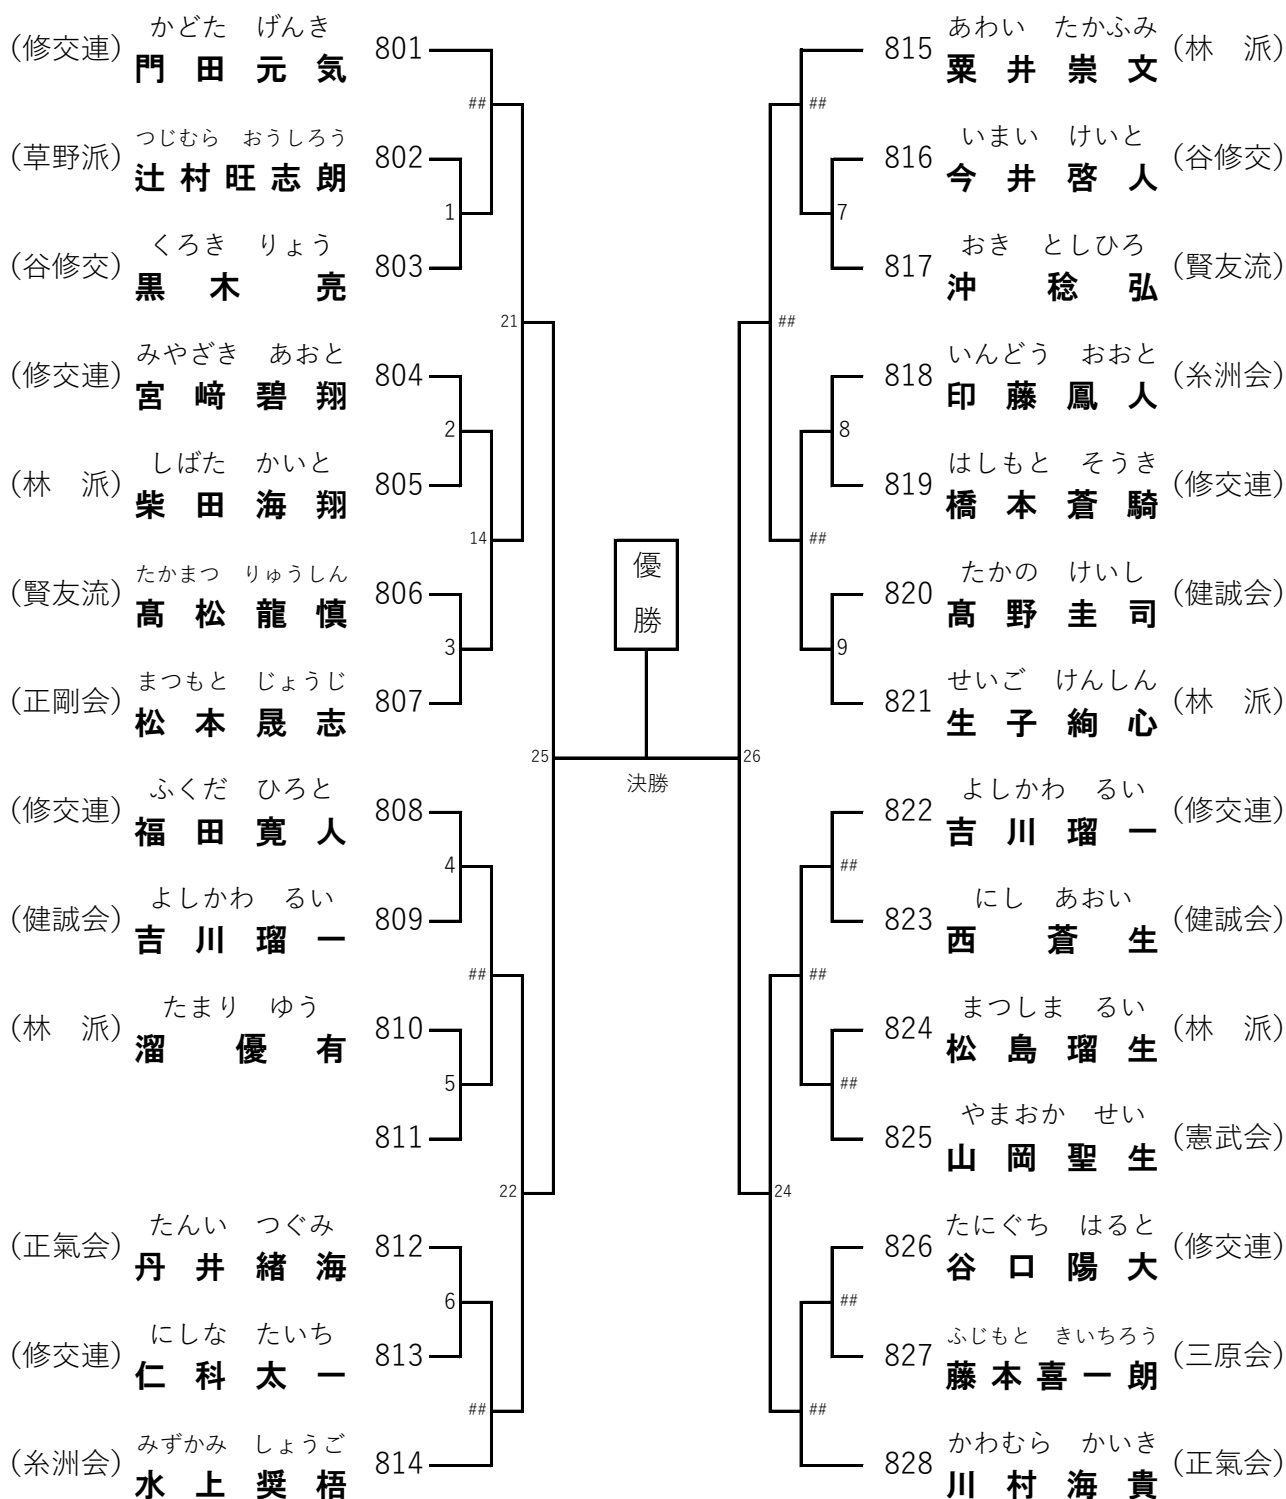 かどた　げんき
(修交連) 門田元気 801
##
つじむら　おうしろう
(草野派) 辻村旺志朗 802
1
くろき　りょう
(谷修交) 黒木亮 803
21
みやざき　あおと
(修交連) 宮﨑碧翔 804
2
しばた　かいと
(林　派) 柴田海翔 805
14
たかまつ　りゅうしん
(賢友流) 髙松龍慎 806
3
まつもと　じょうじ
(正剛会) 松本晟志 807
25
ふくだ　ひろと
(修交連) 福田寛人 808
4
よしかわ　るい
(健誠会) 吉川瑠一 809
##
たまり　ゆう
(林　派) 溜優有 810
5
811
22
たんい　つぐみ
(正氣会) 丹井緒海 812
6
にしな　たいち
(修交連) 仁科太一 813
##
みずかみ　しょうご
(糸洲会) 水上奨梧 814
優
勝
決勝
あわい　たかふみ
815 粟井崇文 (林　派)
##
いまい　けいと
816 今井啓人 (谷修交)
7
おき　としひろ
817 沖稔弘 (賢友流)
##
いんどう　おおと
818 印藤鳳人 (糸洲会)
8
はしもと　そうき
819 橋本蒼騎 (修交連)
##
たかの　けいし
820 髙野圭司 (健誠会)
9
せいご　けんしん
821 生子絢心 (林　派)
26
よしかわ　るい
822 吉川瑠一 (修交連)
##
にし　あおい
823 西蒼生 (健誠会)
##
まつしま　るい
824 松島瑠生 (林　派)
##
やまおか　せい
825 山岡聖生 (憲武会)
24
たにぐち　はると
826 谷口陽大 (修交連)
##
ふじもと　きいちろう
827 藤本喜一朗 (三原会)
##
かわむら　かいき
828 川村海貴 (正氣会)